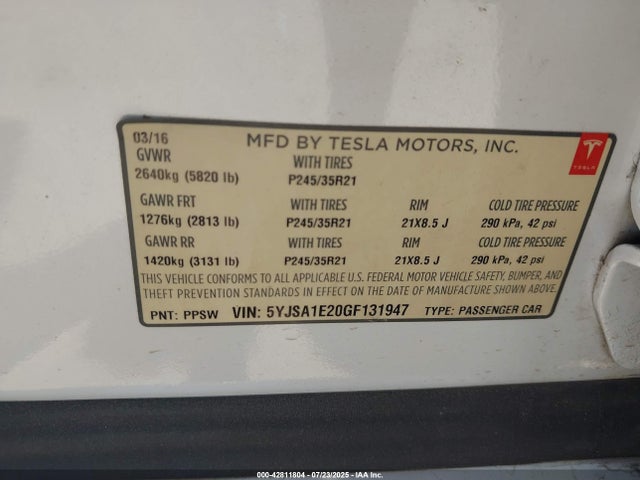 03/16 MFD BY TESLA MOTORS, INC.
GVWR WITH TIRES
2640kg (5820 lb) P245/35R21
TESLA
GAWR FRT WITH TIRES RIM COLD TIRE PRESSURE
1276kg (2813 lb) P245/35R21 21X8.5 J 290 kPa, 42 psi
GAWR RR WITH TIRES RIM COLD TIRE PRESSURE
1420kg (3131 lb) P245/35R21 21X8.5 J 290 kPa, 42 psi
THIS VEHICLE CONFORMS TO ALL APPLICABLE U.S. FEDERAL MOTOR VEHICLE SAFETY, BUMPER, AND
THEFT PREVENTION STANDARDS IN EFFECT ON THE DATE OF MANUFACTURE SHOWN ABOVE.
PNT: PPSW VIN: 5YJSA1E20GF131947 TYPE: PASSENGER CAR
000-42811804 - 07/23/2025 - IAA Inc.